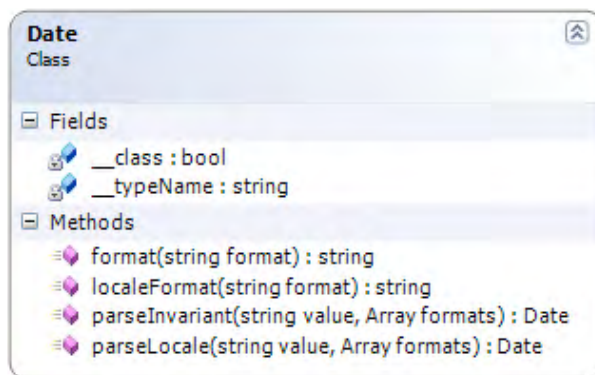 Date
Class
Fields
__class : bool
__typeName : string
Methods
format(string format) : string
localeFormat(string format) : string
parseInvariant(string value, Array formats) : Date
parseLocale(string value, Array formats) : Date